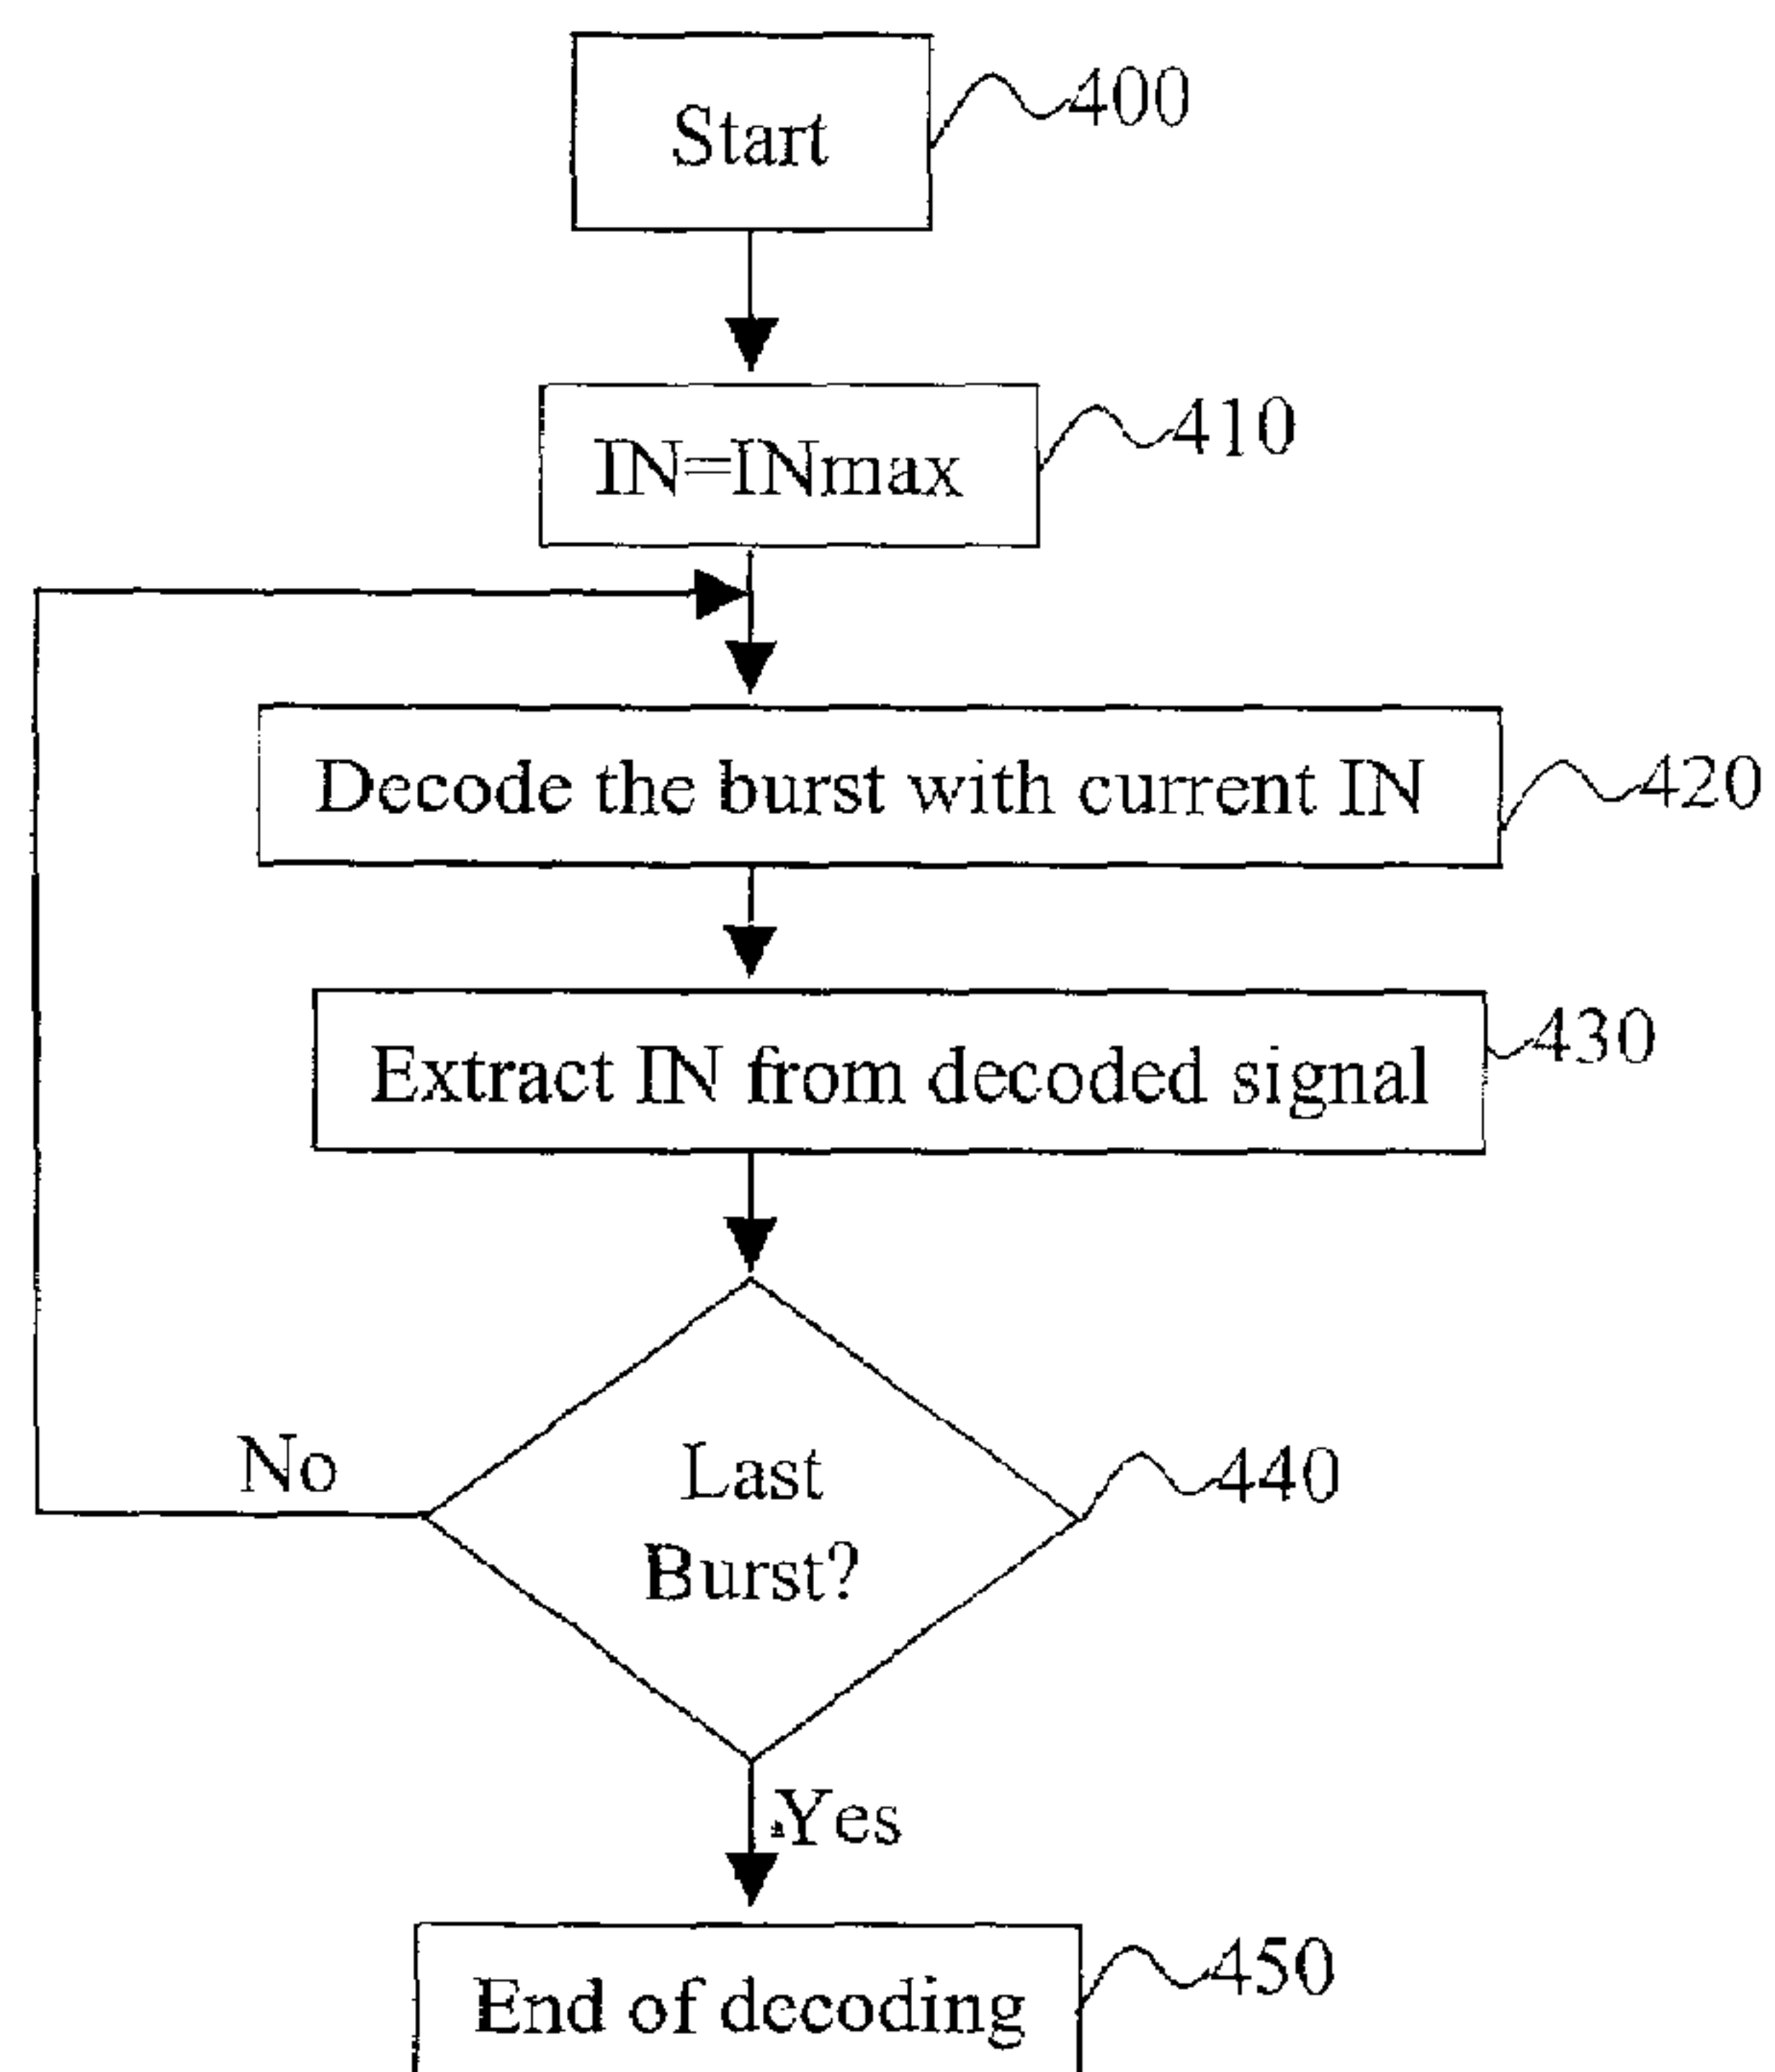 Start
400
IN=INmax
410
Decode the burst with current IN
420
Extract IN from decoded signal
430
Last
Burst?
440
No
Yes
End of decoding
450